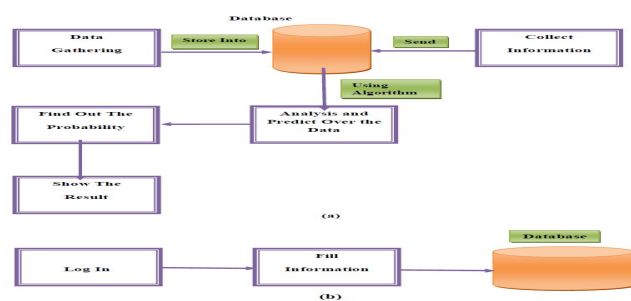 Database
Data
Gathering
Store Into
Send
Collect
Information
Using
Algorithm
Find Out The
Probability
Analysis and
Predict Over the
Data
Show The
Result
(a)
Log In
Fill
Information
Database
(b)